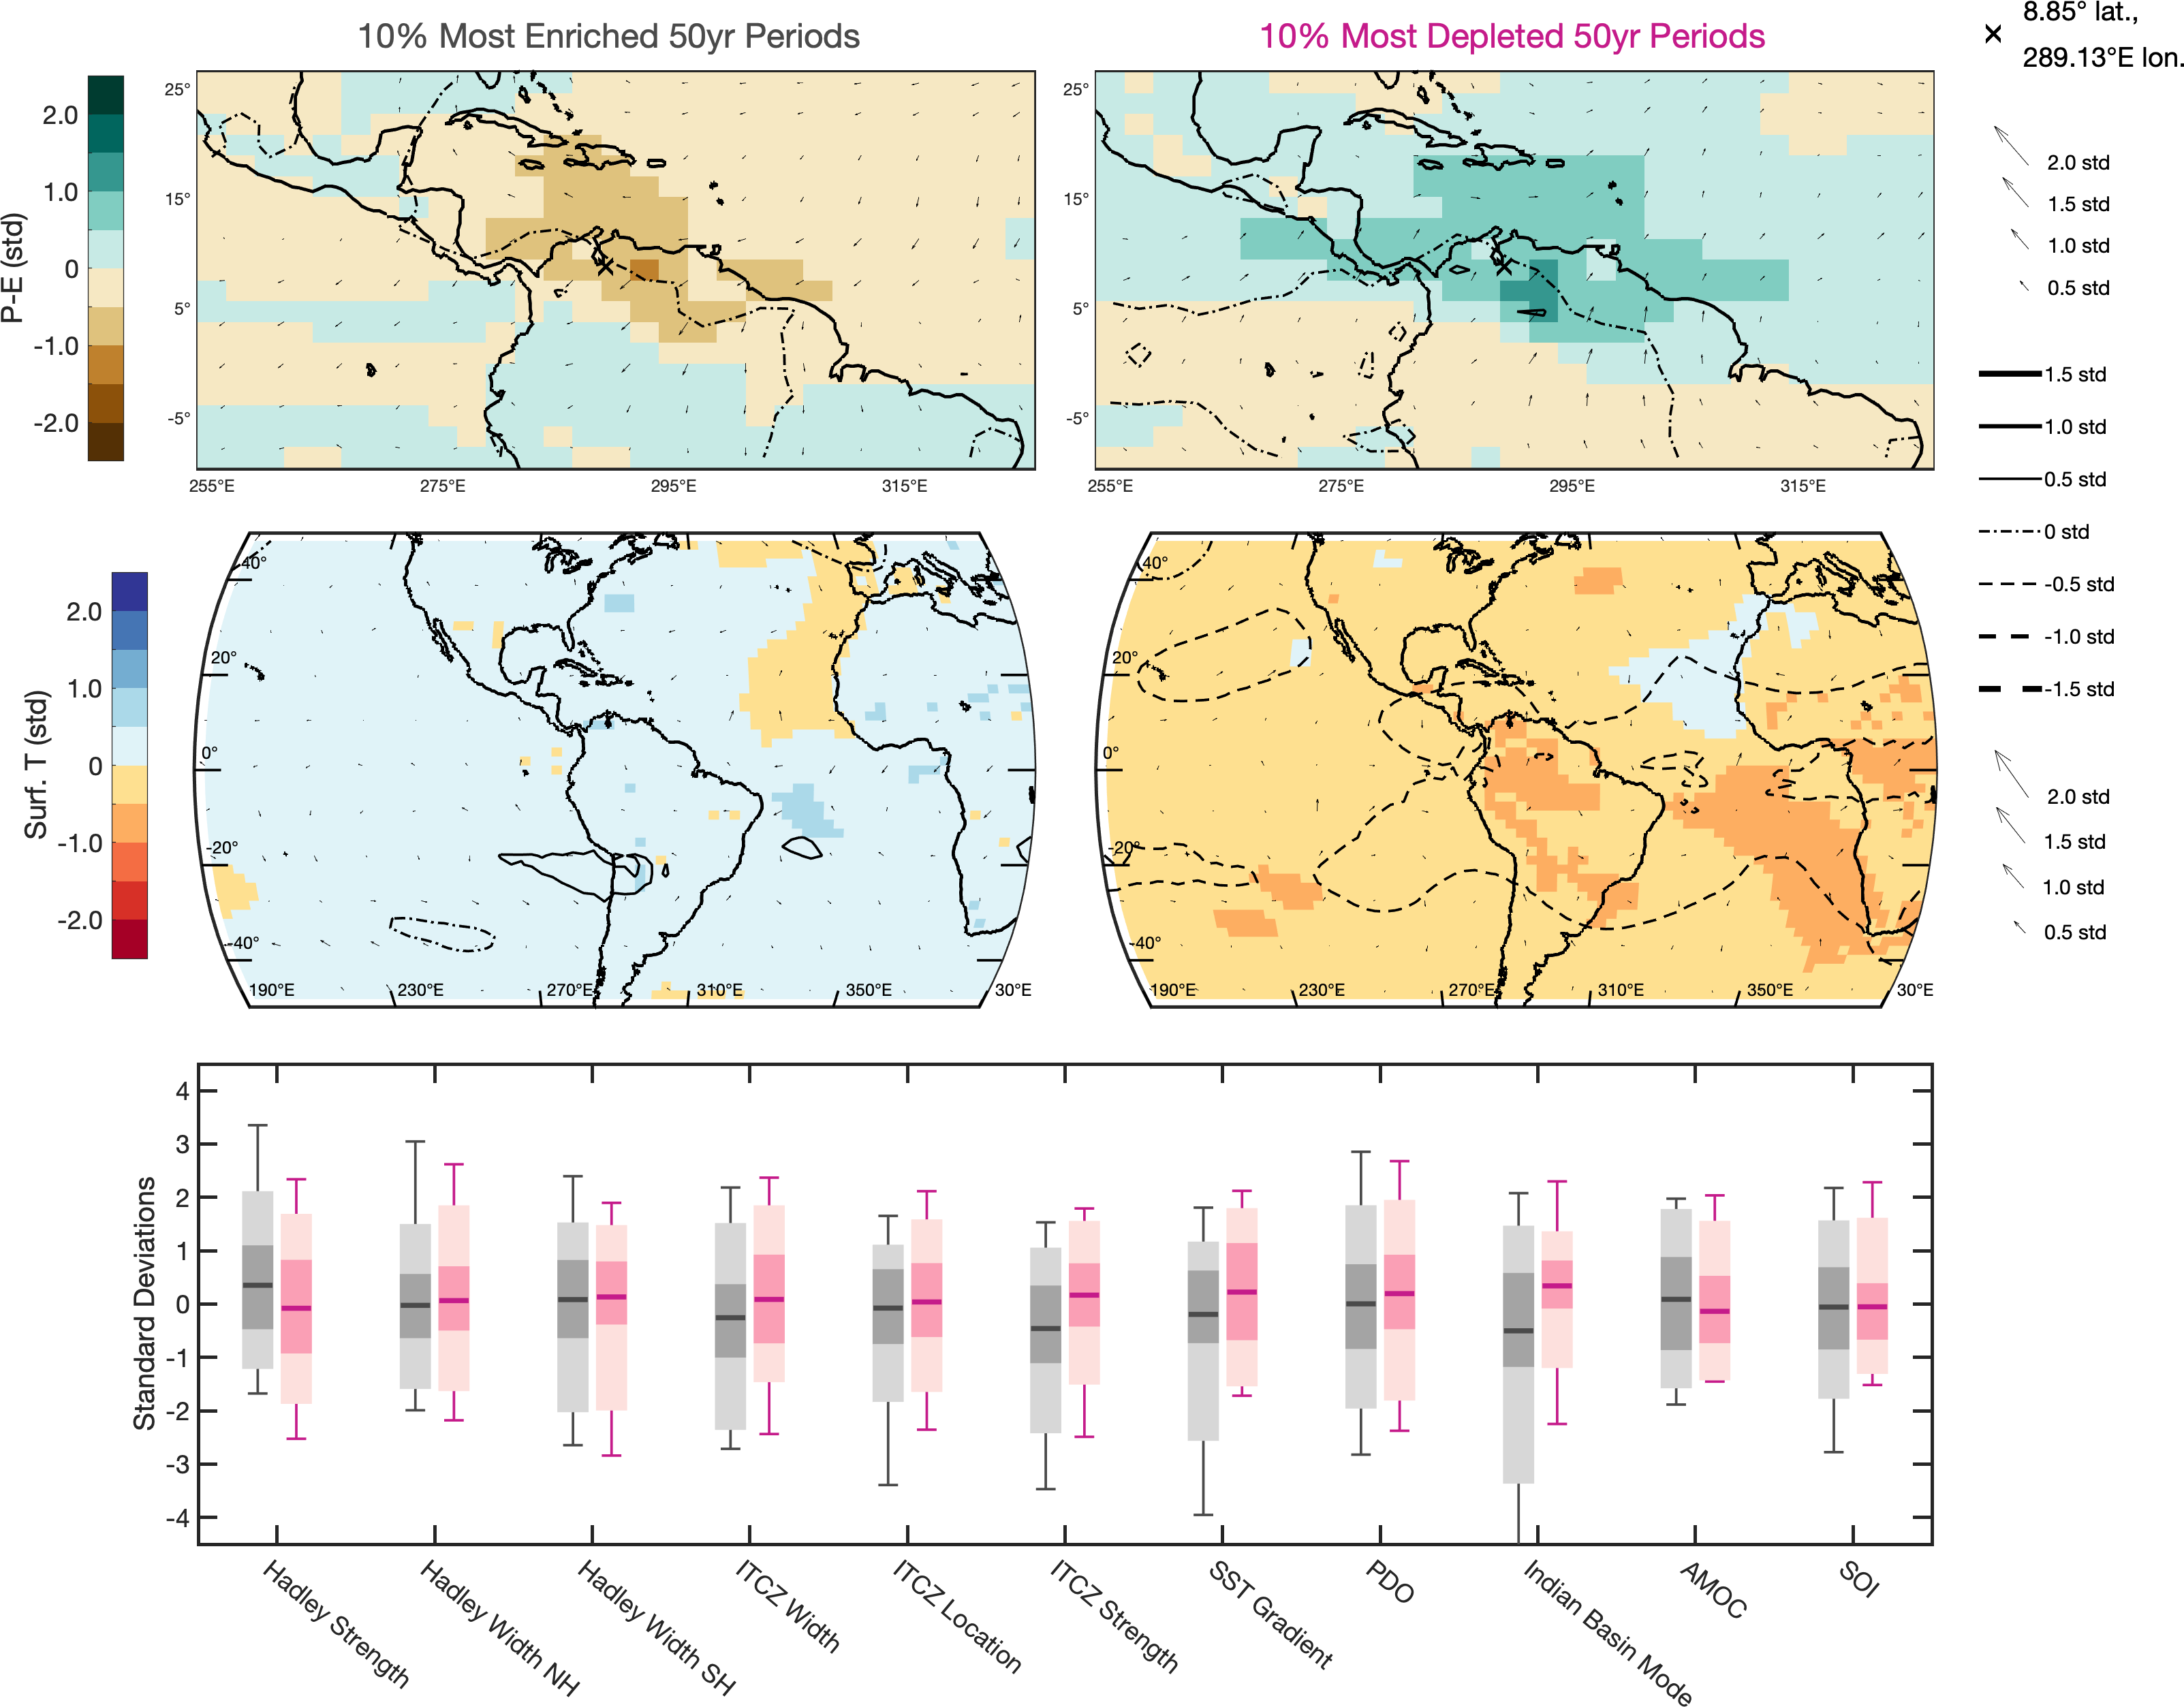 10% Most Enriched 50yr Periods
10% Most Depleted 50yr Periods
8.85° lat.,
289.13°E lon.
P-E (std)
2.0
1.0
0
-1.0
-2.0
25°
15°
5°
-5°
255°E 275°E 295°E 315°E
25°
15°
5°
-5°
255°E 275°E 295°E 315°E
2.0 std
1.5 std
1.0 std
0.5 std
1.5 std
1.0 std
0.5 std
0 std
-0.5 std
-1.0 std
-1.5 std
Surf. T (std)
2.0
1.0
0
-1.0
-2.0
40°
20°
0°
-20°
-40°
190°E 230°E 270°E 310°E 350°E 30°E
40°
20°
0°
-20°
-40°
190°E 230°E 270°E 310°E 350°E 30°E
2.0 std
1.5 std
1.0 std
0.5 std
Standard Deviations
4
3
2
1
0
-1
-2
-3
-4
Hadley Strength
Hadley Width NH
Hadley Width SH
ITCZ Width
ITCZ Location
ITCZ Strength
SST Gradient
PDO
Indian Basin Mode
AMOC
SOI